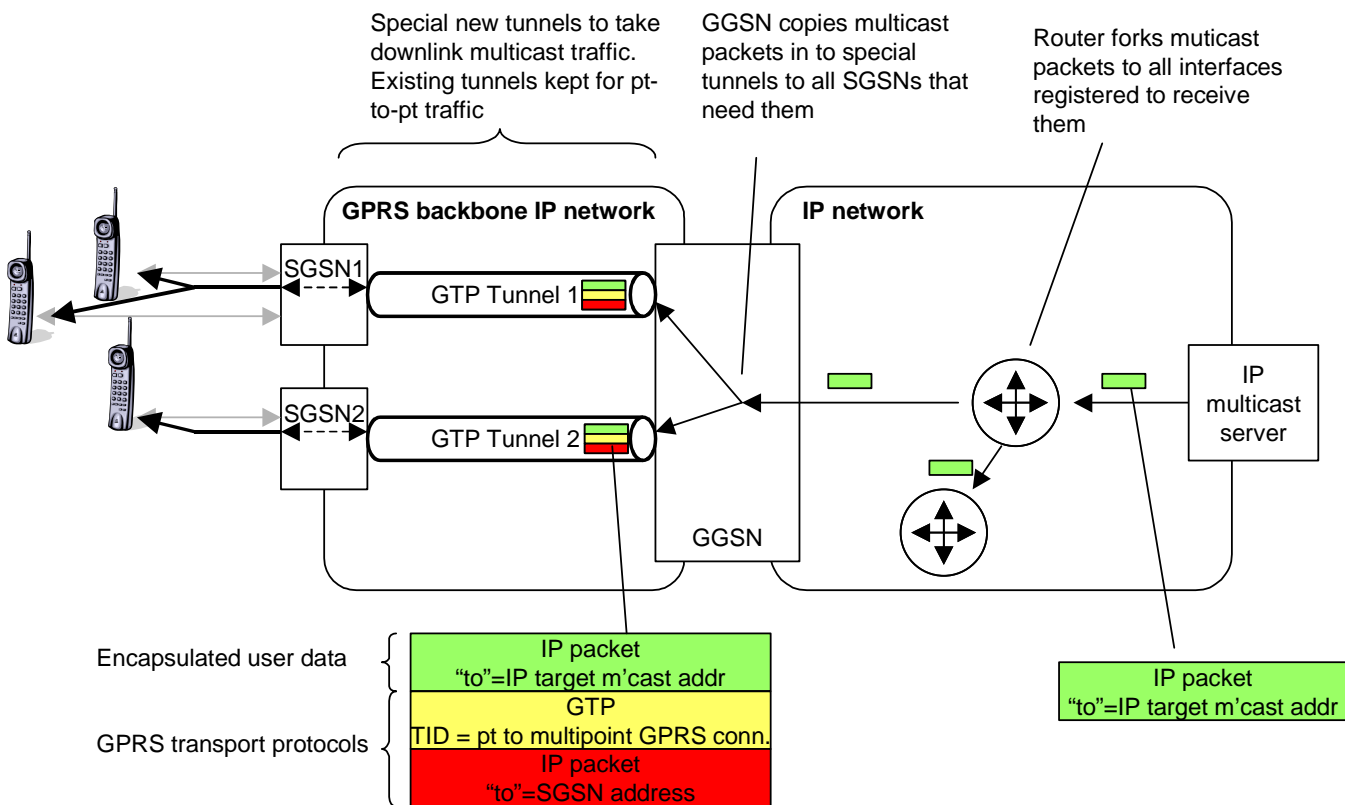 Special new tunnels to take
downlink multicast traffic.
Existing tunnels kept for pt-
to-pt traffic
GGSN copies multicast
packets in to special
tunnels to all SGSNs that
need them
Router forks muticast
packets to all interfaces
registered to receive
them
GPRS backbone IP network
IP network
SGSN1
GTP Tunnel 1
SGSN2
GTP Tunnel 2
GGSN
IP
multicast
server
Encapsulated user data
GPRS transport protocols
IP packet
“to”=IP target m'cast addr
GTP
TID = pt to multipoint GPRS conn.
IP packet
“to”=SGSN address
IP packet
“to”=IP target m'cast addr